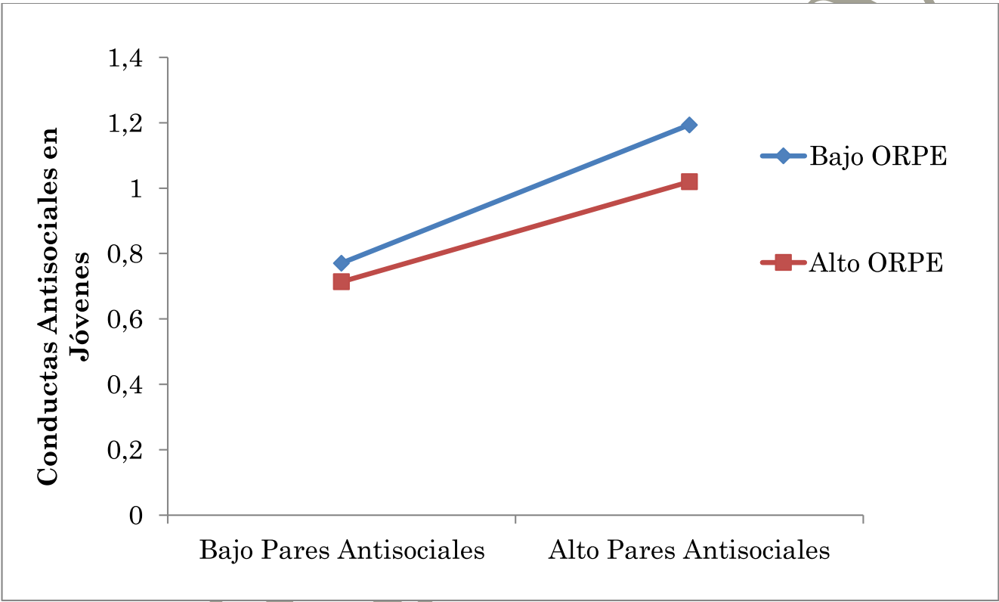 Conductas Antisociales en
Jóvenes
1,4
1,2
1
0,8
0,6
0,4
0,2
0
Bajo Pares Antisociales
Alto Pares Antisociales
Bajo ORPE
Alto ORPE